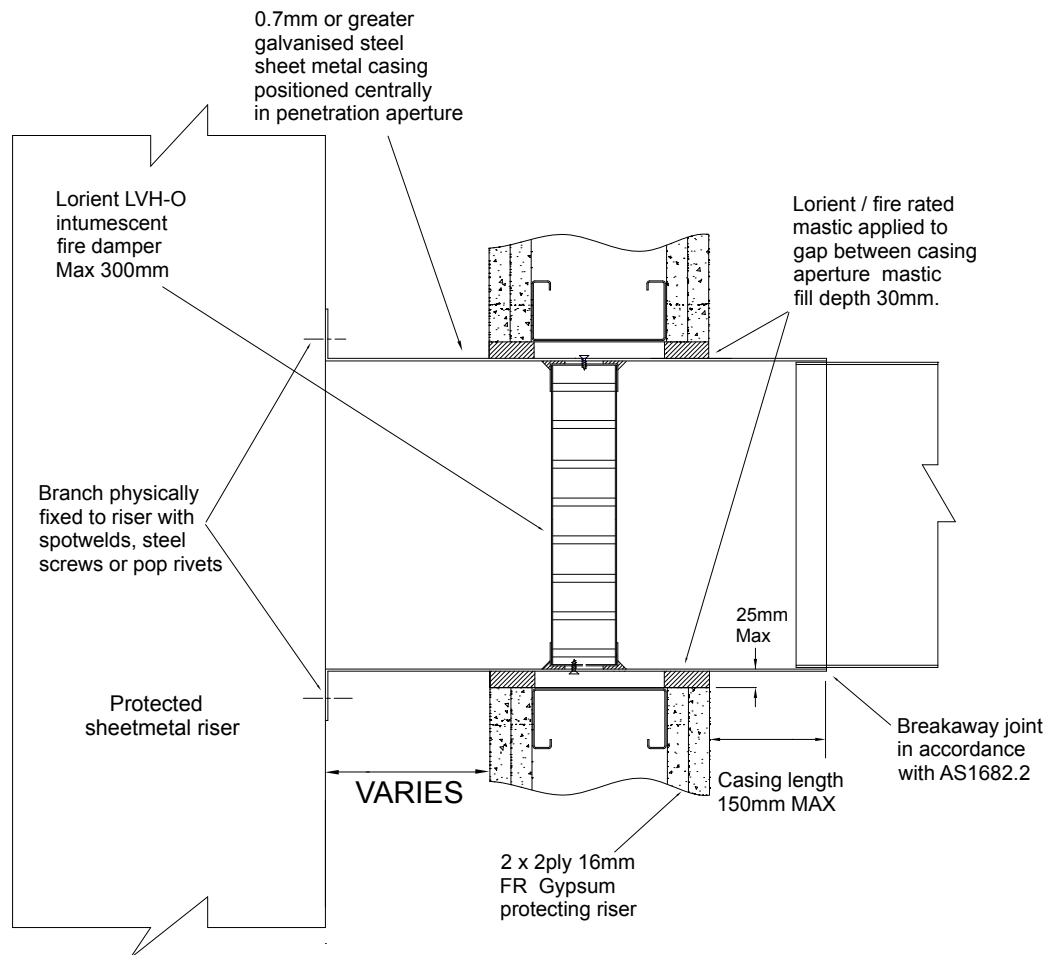 0.7mm or greater
galvanised steel
sheet metal casing
positioned centrally
in penetration aperture
Lorient LVH-O
intumescent
fire damper
Max 300mm
Lorient / fire rated
mastic applied to
gap between casing
aperture  mastic
fill depth 30mm.
Branch physically
fixed to riser with
spotwelds, steel
screws or pop rivets
25mm
Max
Protected
sheetmetal riser
VARIES
Casing length
150mm MAX
Breakaway joint
in accordance
with AS1682.2
2 x 2ply 16mm
FR  Gypsum
protecting riser